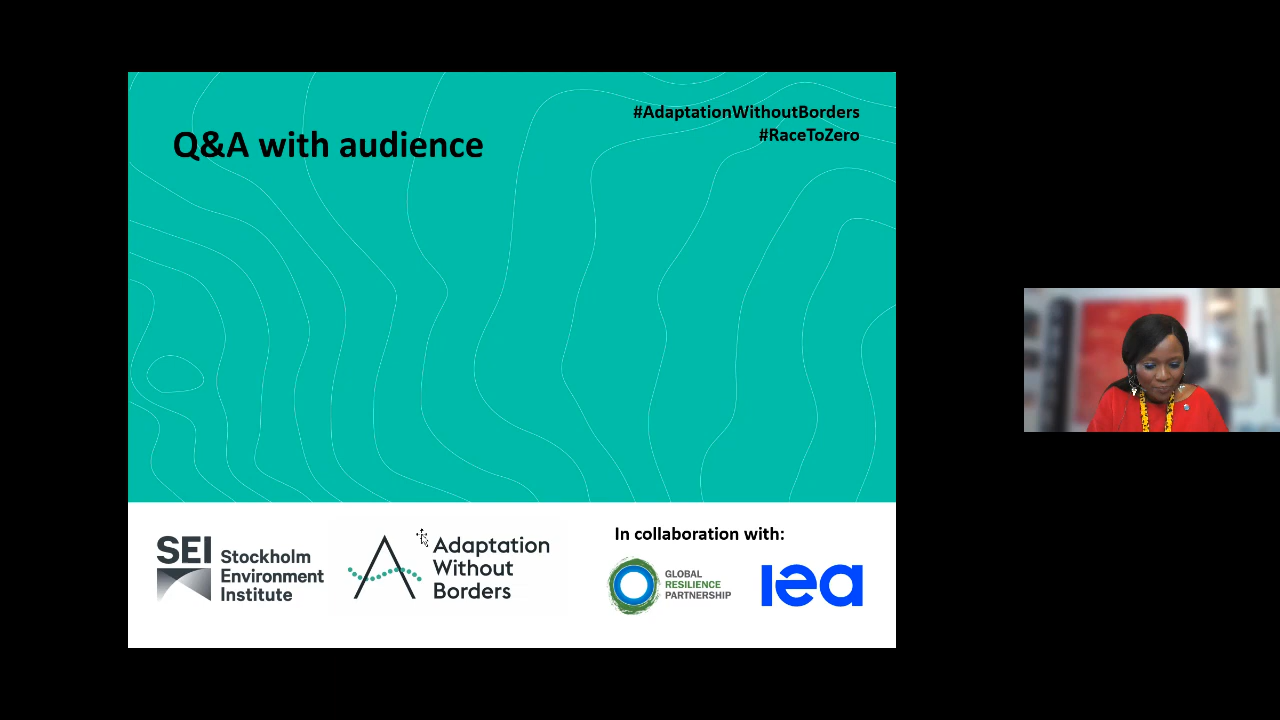 #AdaptationWithoutBorders
#RaceToZero
Q&A with audience
SEI
Stockholm
Environment
Institute
Adaptation
Without
Borders
In collaboration with:
GLOBAL
RESILIENCE
PARTNERSHIP
iea